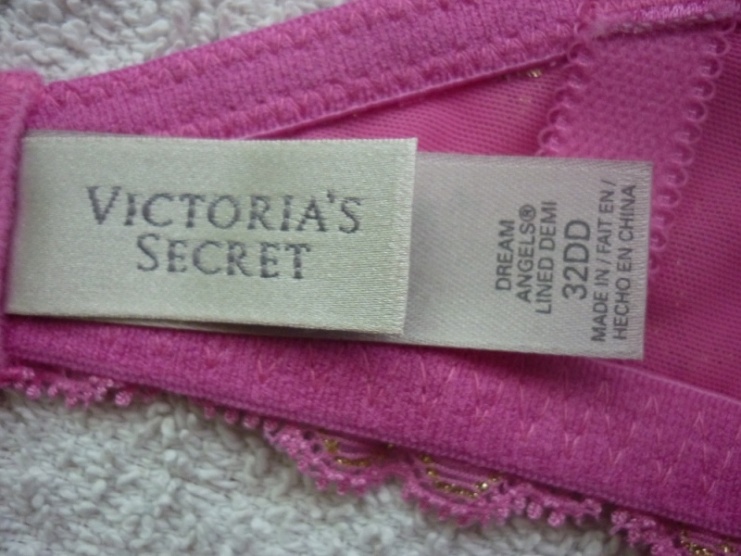 VICTORIA'S
SECRET
DREAM
ANGELS®
LINED DEMI
32DD
MADE IN / FAIT EN /
HECHO EN CHINA